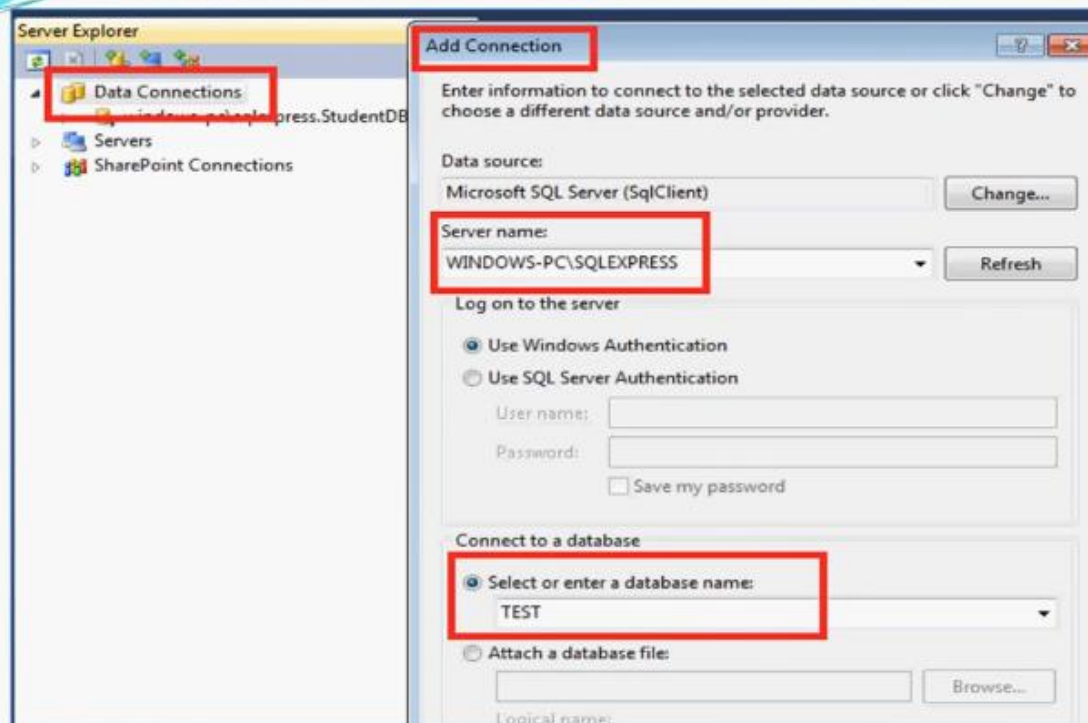 Server Explorer
Data Connections
press.StudentDB
Servers
SharePoint Connections
Add Connection
Enter information to connect to the selected data source or click "Change" to
choose a different data source and/or provider.
Data source:
Microsoft SQL Server (SqlClient)
Change...
Server name:
WINDOWS-PC\SQLEXPRESS
Refresh
Log on to the server
Use Windows Authentication
Use SQL Server Authentication
User name:
Password:
Save my password
Connect to a database
Select or enter a database name:
TEST
Attach a database file:
Browse...
Logical name: